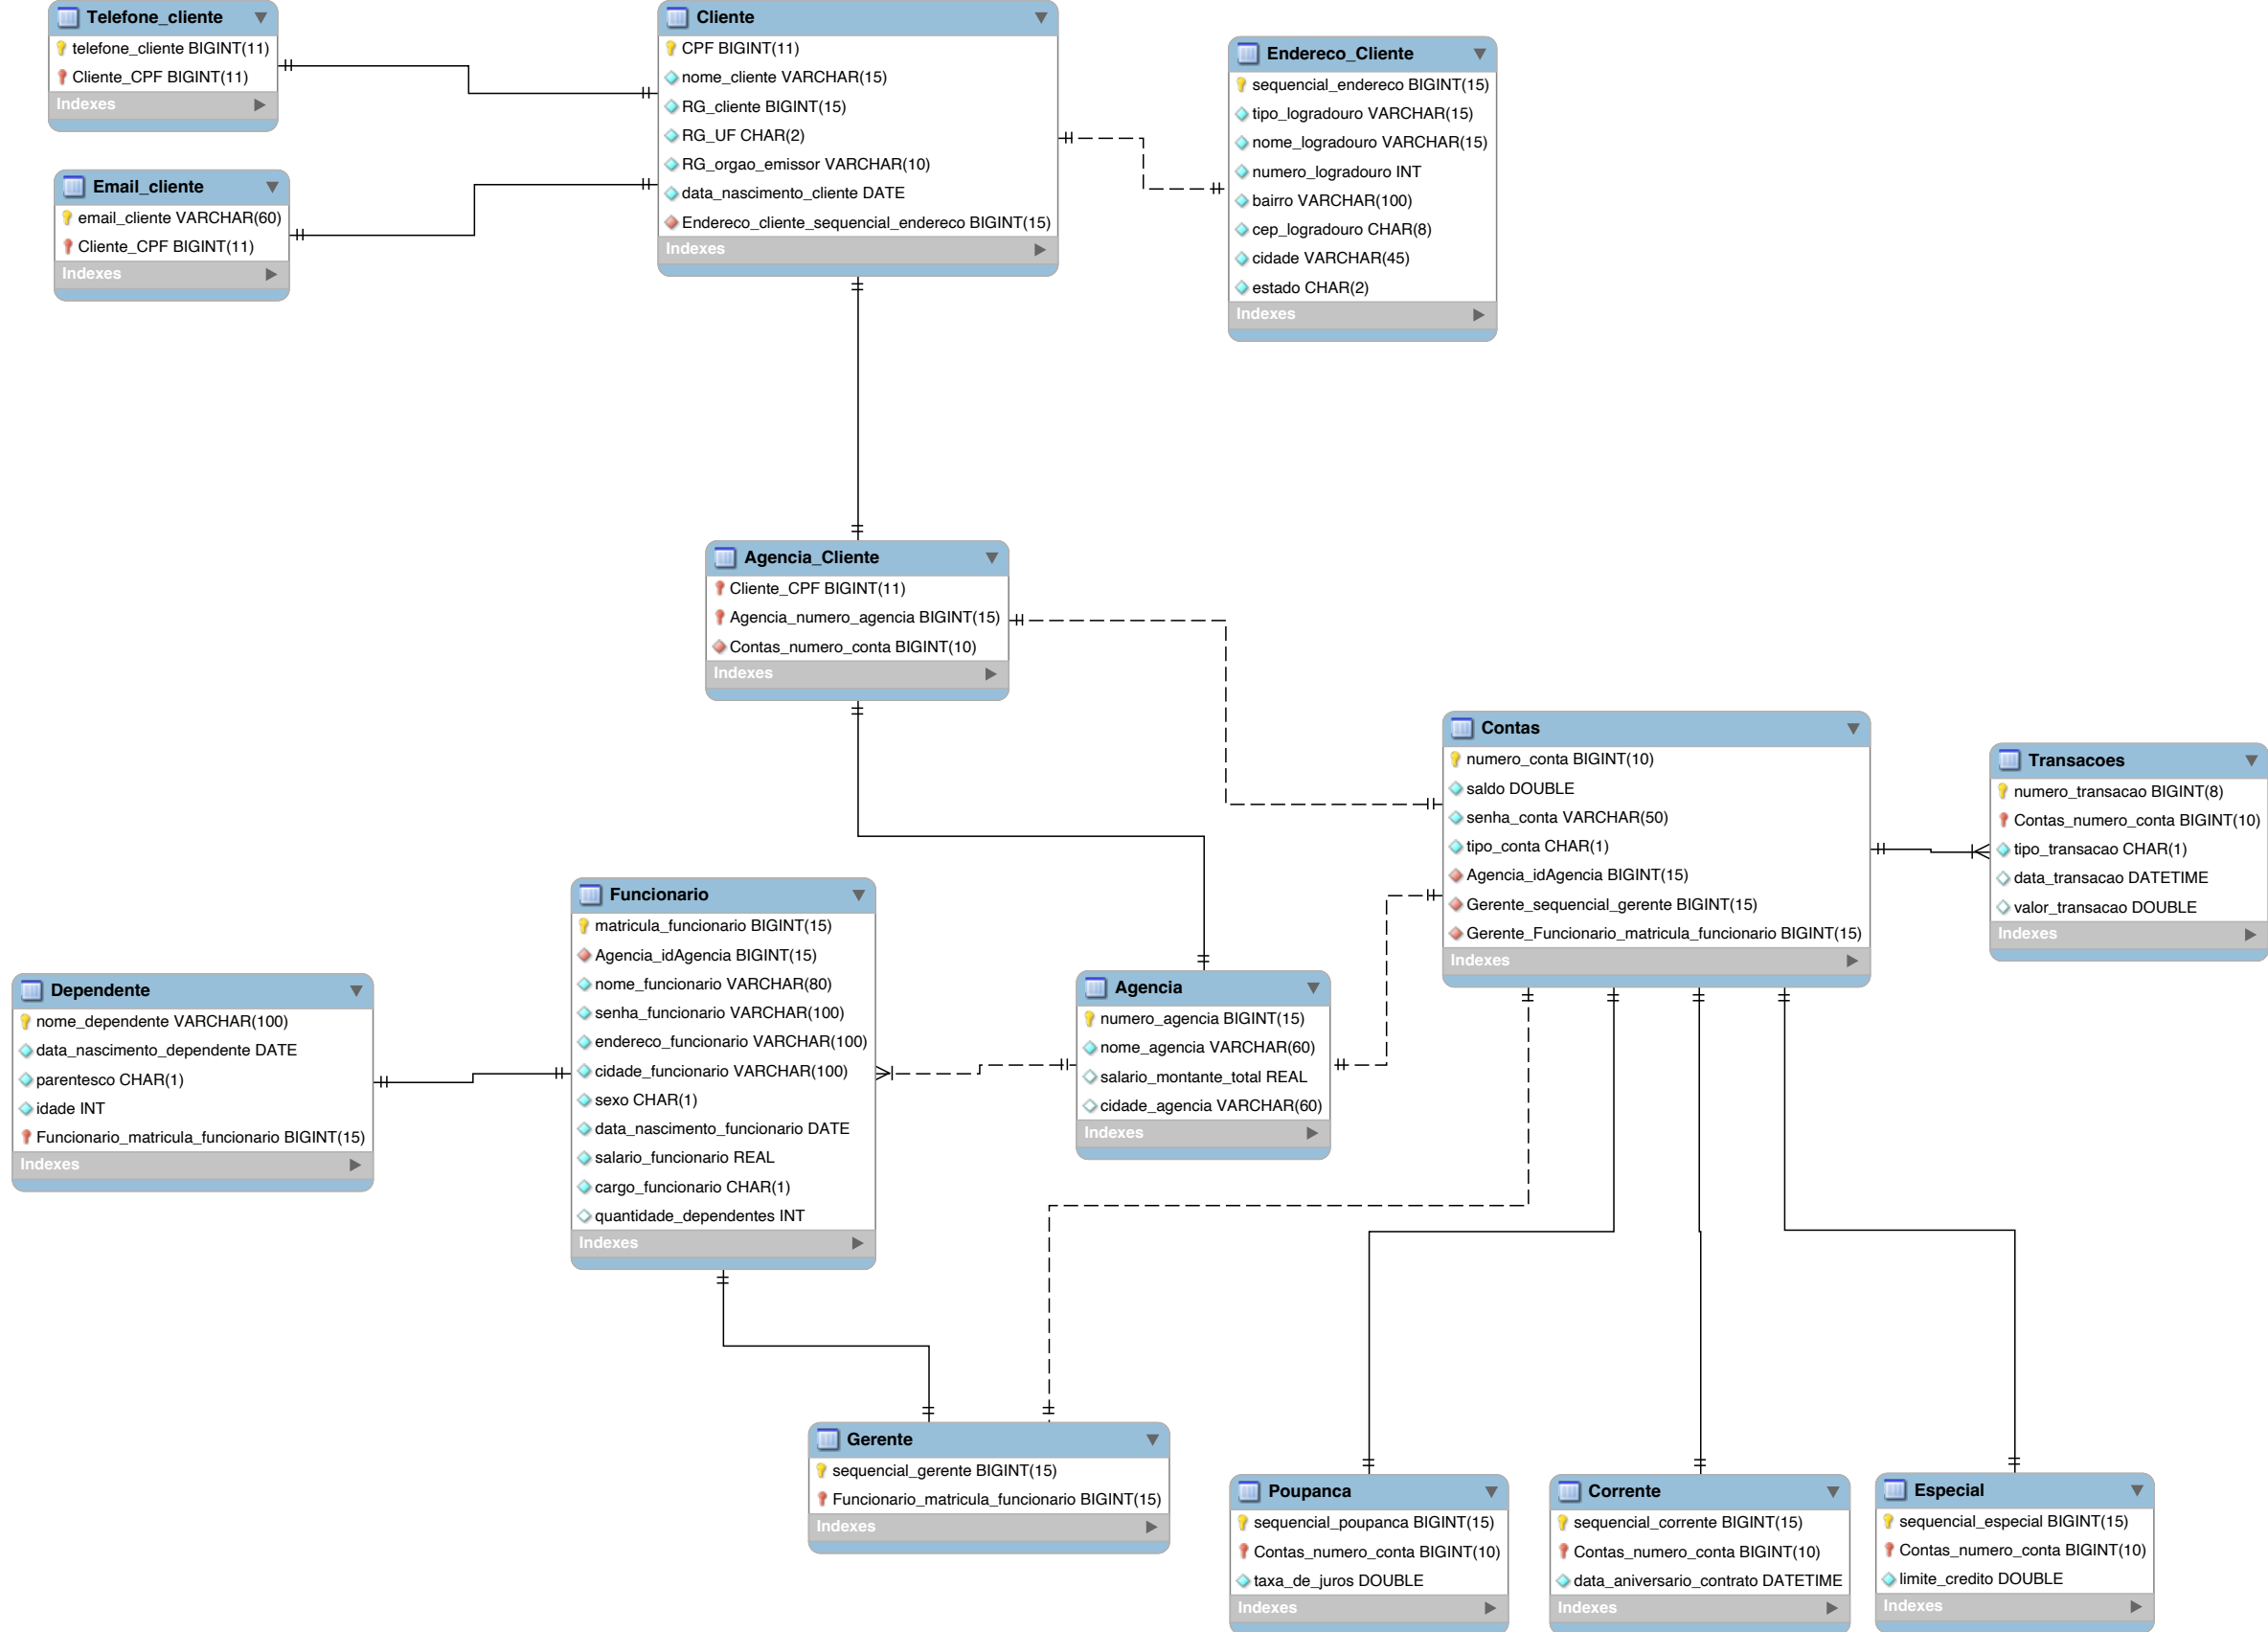 Telefone_cliente
telefone_cliente BIGINT(11)
Cliente_CPF BIGINT(11)
Indexes
Email_cliente
email_cliente VARCHAR(60)
Cliente_CPF BIGINT(11)
Indexes
Cliente
CPF BIGINT(11)
nome_cliente VARCHAR(15)
RG_cliente BIGINT(15)
RG_UF CHAR(2)
RG_orgao_emissor VARCHAR(10)
data_nascimento_cliente DATE
Endereco_cliente_sequencial_endereco BIGINT(15)
Indexes
Endereco_Cliente
sequencial_endereco BIGINT(15)
tipo_logradouro VARCHAR(15)
nome_logradouro VARCHAR(15)
numero_logradouro INT
bairro VARCHAR(100)
cep_logradouro CHAR(8)
cidade VARCHAR(45)
estado CHAR(2)
Indexes
Agencia_Cliente
Cliente_CPF BIGINT(11)
Agencia_numero_agencia BIGINT(15)
Contas_numero_conta BIGINT(10)
Indexes
Contas
numero_conta BIGINT(10)
saldo DOUBLE
senha_conta VARCHAR(50)
tipo_conta CHAR(1)
Agencia_idAgencia BIGINT(15)
Gerente_sequencial_gerente BIGINT(15)
Gerente_Funcionario_matricula_funcionario BIGINT(15)
Indexes
Transacoes
numero_transacao BIGINT(8)
Contas_numero_conta BIGINT(10)
tipo_transacao CHAR(1)
data_transacao DATETIME
valor_transacao DOUBLE
Indexes
Dependente
nome_dependente VARCHAR(100)
data_nascimento_dependente DATE
parentesco CHAR(1)
idade INT
Funcionario_matricula_funcionario BIGINT(15)
Indexes
Funcionario
matricula_funcionario BIGINT(15)
Agencia_idAgencia BIGINT(15)
nome_funcionario VARCHAR(80)
senha_funcionario VARCHAR(100)
endereco_funcionario VARCHAR(100)
cidade_funcionario VARCHAR(100)
sexo CHAR(1)
data_nascimento_funcionario DATE
salario_funcionario REAL
cargo_funcionario CHAR(1)
quantidade_dependentes INT
Indexes
Agencia
numero_agencia BIGINT(15)
nome_agencia VARCHAR(60)
salario_montante_total REAL
cidade_agencia VARCHAR(60)
Indexes
Gerente
sequencial_gerente BIGINT(15)
Funcionario_matricula_funcionario BIGINT(15)
Indexes
Poupanca
sequencial_poupanca BIGINT(15)
Contas_numero_conta BIGINT(10)
taxa_de_juros DOUBLE
Indexes
Corrente
sequencial_corrente BIGINT(15)
Contas_numero_conta BIGINT(10)
data_aniversario_contrato DATETIME
Indexes
Especial
sequencial_especial BIGINT(15)
Contas_numero_conta BIGINT(10)
limite_credito DOUBLE
Indexes